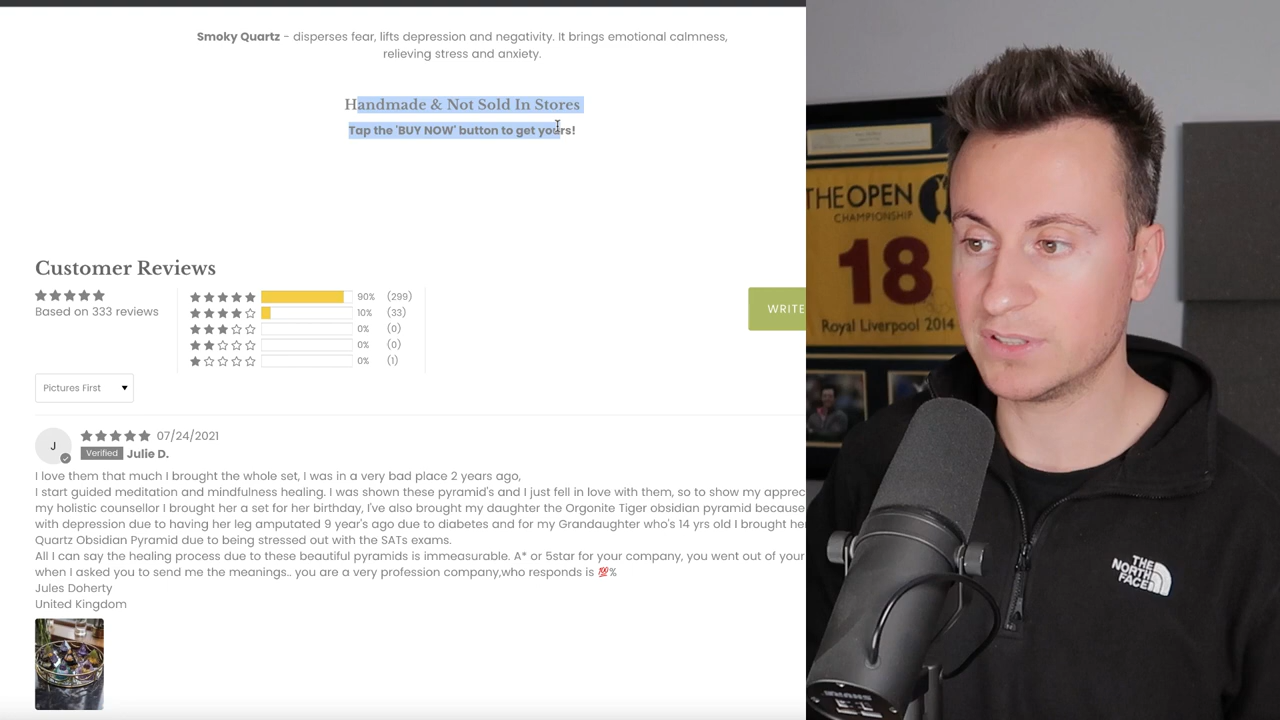 Smoky Quartz - disperses fear, lifts depression and negativity. It brings emotional calmness,
relieving stress and anxiety.
Handmade & Not Sold In Stores
Tap the 'BUY NOW' button to get yours!
Customer Reviews
Based on 333 reviews
90% (299)
10% (33)
0% (0)
0% (0)
0% (1)
WRITE
Pictures First
J
07/24/2021
Verified Julie D.
I love them that much I brought the whole set, I was in a very bad place 2 years ago,
I start guided meditation and mindfulness healing. I was shown these pyramid's and I just fell in love with them, so to show my apprec
my holistic counsellor I brought her a set for her birthday, I've also brought my daughter the Orgonite Tiger obsidian pyramid because
with depression due to having her leg amputated 9 year's ago due to diabetes and for my Grandaughter who's 14 yrs old I brought her
Quartz Obsidian Pyramid due to being stressed out with the SATs exams.
All I can say the healing process due to these beautiful pyramids is immeasurable. A* or 5star for your company, you went out of your
when I asked you to send me the meanings.. you are a very profession company,who responds is 💯%
Jules Doherty
United Kingdom
THE OPEN
CHAMPIONSHIP
18
Royal Liverpool 2014
THE
NORTH
FACE